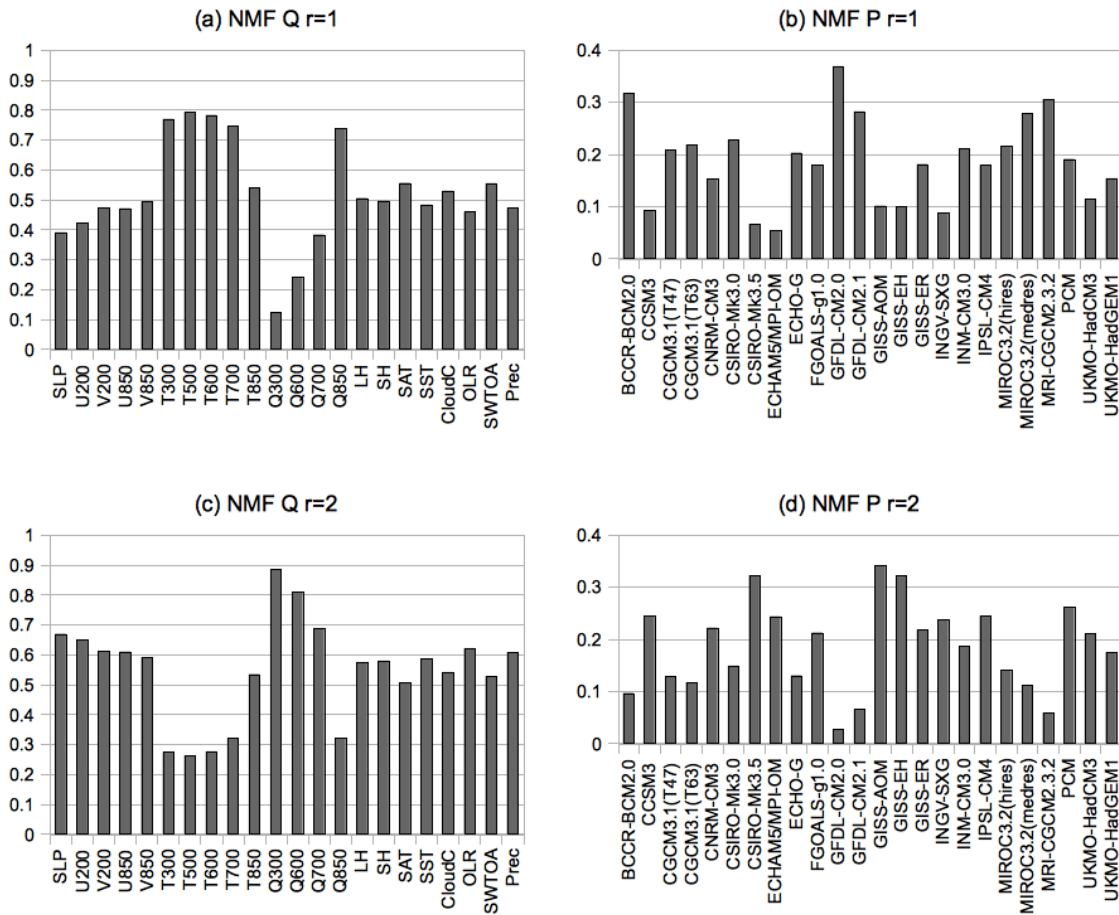 (a) NMF Q r=1
1
0.9
0.8
0.7
0.6
0.5
0.4
0.3
0.2
0.1
0
SLP
U200
V200
U850
V850
T300
T500
T600
T700
T850
Q300
Q600
Q700
Q850
LH
SH
SAT
SST
CloudC
OLR
SWTOA
Prec
(b) NMF P r=1
0.4
0.3
0.2
0.1
0
BCCR-BCM2.0
CCSM3
CGCM3.1(T47)
CGCM3.1(T63)
CNRM-CM3
CSIRO-Mk3.0
CSIRO-Mk3.5
ECHAM5/MPI-OM
ECHO-G
FGOALS-g1.0
GFDL-CM2.0
GFDL-CM2.1
GISS-AOM
GISS-EH
GISS-ER
INGV-SXG
INM-CM3.0
IPSL-CM4
MIROC3.2(hires)
MIROC3.2(medres)
MRI-CGCM2.3.2
PCM
UKMO-HadCM3
UKMO-HadGEM1
(c) NMF Q r=2
1
0.9
0.8
0.7
0.6
0.5
0.4
0.3
0.2
0.1
0
SLP
U200
V200
U850
V850
T300
T500
T600
T700
T850
Q300
Q600
Q700
Q850
LH
SH
SAT
SST
CloudC
OLR
SWTOA
Prec
(d) NMF P r=2
0.4
0.3
0.2
0.1
0
BCCR-BCM2.0
CCSM3
CGCM3.1(T47)
CGCM3.1(T63)
CNRM-CM3
CSIRO-Mk3.0
CSIRO-Mk3.5
ECHAM5/MPI-OM
ECHO-G
FGOALS-g1.0
GFDL-CM2.0
GFDL-CM2.1
GISS-AOM
GISS-EH
GISS-ER
INGV-SXG
INM-CM3.0
IPSL-CM4
MIROC3.2(hires)
MIROC3.2(medres)
MRI-CGCM2.3.2
PCM
UKMO-HadCM3
UKMO-HadGEM1